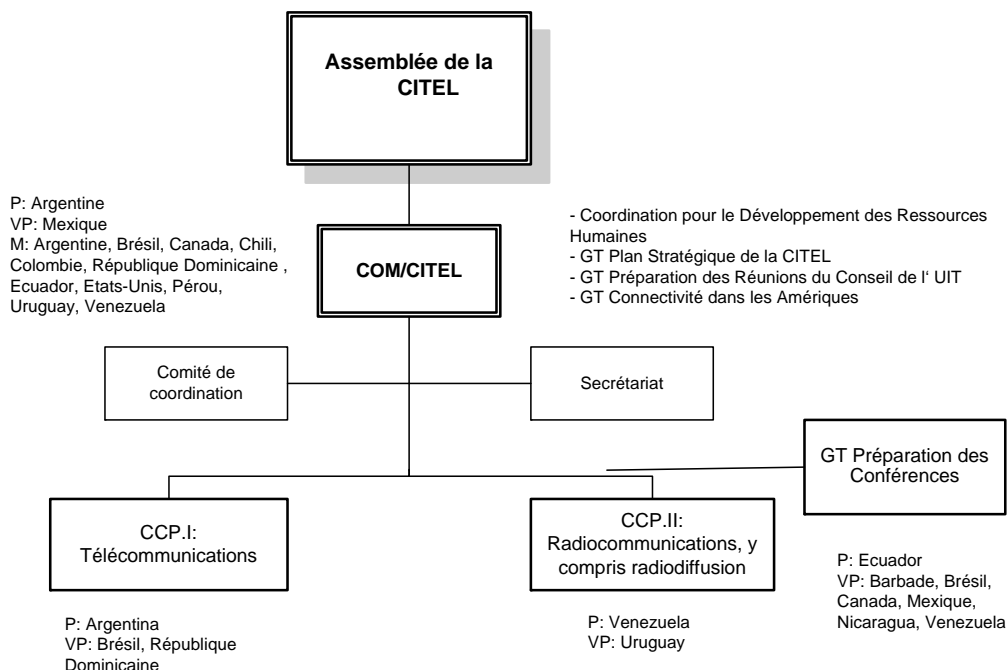 Assemblée de la
CITEL
P: Argentine
VP: Mexique
M: Argentine, Brésil, Canada, Chili,
Colombie, République Dominicaine ,
Ecuador, Etats-Unis, Pérou,
Uruguay, Venezuela
COM/CITEL
- Coordination pour le Développement des Ressources
Humaines
- GT Plan Stratégique de la CITEL
- GT Préparation des Réunions du Conseil de l‘ UIT
- GT Connectivité dans les Amériques
Comité de
coordination
Secrétariat
GT Préparation des
Conférences
P: Ecuador
VP: Barbade, Brésil,
Canada, Mexique,
Nicaragua, Venezuela
CCP.I:
Télécommunications
P: Argentina
VP: Brésil, République
Dominicaine
CCP.II:
Radiocommunications, y
compris radiodiffusion
P: Venezuela
VP: Uruguay